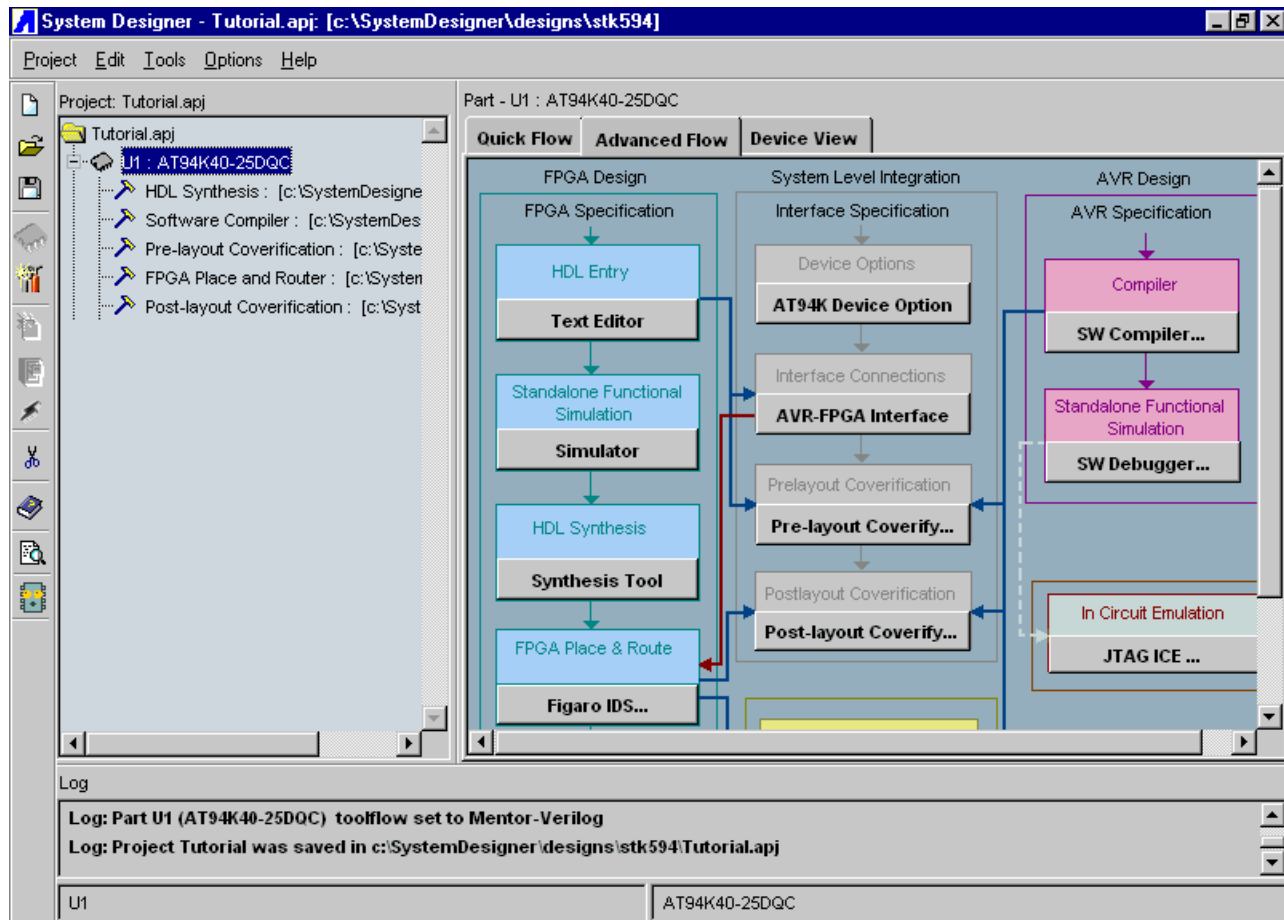 System Designer - Tutorial.apj: [c:\SystemDesigner\designs\stk594]
Project Edit Tools Options Help
Project: Tutorial.apj
Tutorial.apj
U1 : AT94K40-25DQC
HDL Synthesis : [c:\SystemDesigne
Software Compiler : [c:\SystemDes
Pre-layout Coverification : [c:\Syste
FPGA Place and Router : [c:\System
Post-layout Coverification : [c:\Syst
Part - U1 : AT94K40-25DQC
Quick Flow Advanced Flow Device View
FPGA Design
FPGA Specification
HDL Entry
Text Editor
Standalone Functional
Simulation
Simulator
HDL Synthesis
Synthesis Tool
FPGA Place & Route
Figaro IDS...
System Level Integration
Interface Specification
Device Options
AT94K Device Option
Interface Connections
AVR-FPGA Interface
Prelayout Coverification
Pre-layout Coverify...
Postlayout Coverification
Post-layout Coverify...
AVR Design
AVR Specification
Compiler
SW Compiler...
Standalone Functional
Simulation
SW Debugger...
In Circuit Emulation
JTAG ICE ...
Log
Log: Part U1 (AT94K40-25DQC) toolflow set to Mentor-Verilog
Log: Project Tutorial was saved in c:\SystemDesigner\designs\stk594\Tutorial.apj
U1
AT94K40-25DQC